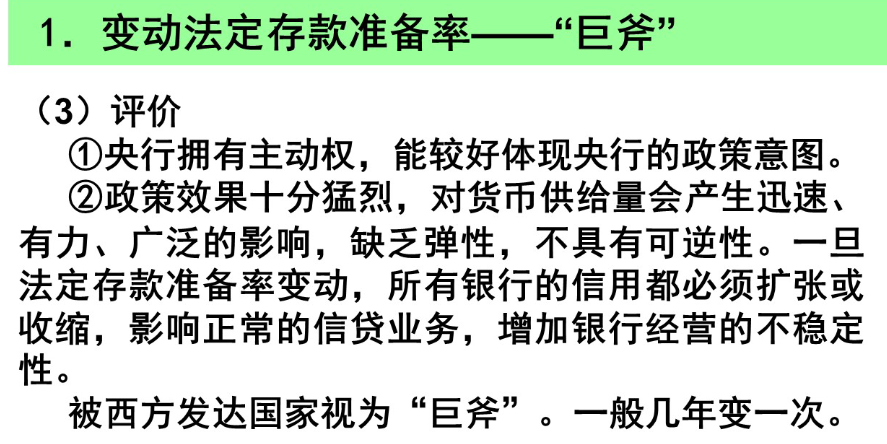 1．变动法定存款准备率——“巨斧”
（3）评价
①央行拥有主动权，能较好体现央行的政策意图。
②政策效果十分猛烈，对货币供给量会产生迅速、
有力、广泛的影响，缺乏弹性，不具有可逆性。一旦
法定存款准备率变动，所有银行的信用都必须扩张或
收缩，影响正常的信贷业务，增加银行经营的不稳定
性。
被西方发达国家视为“巨斧”。一般几年变一次。